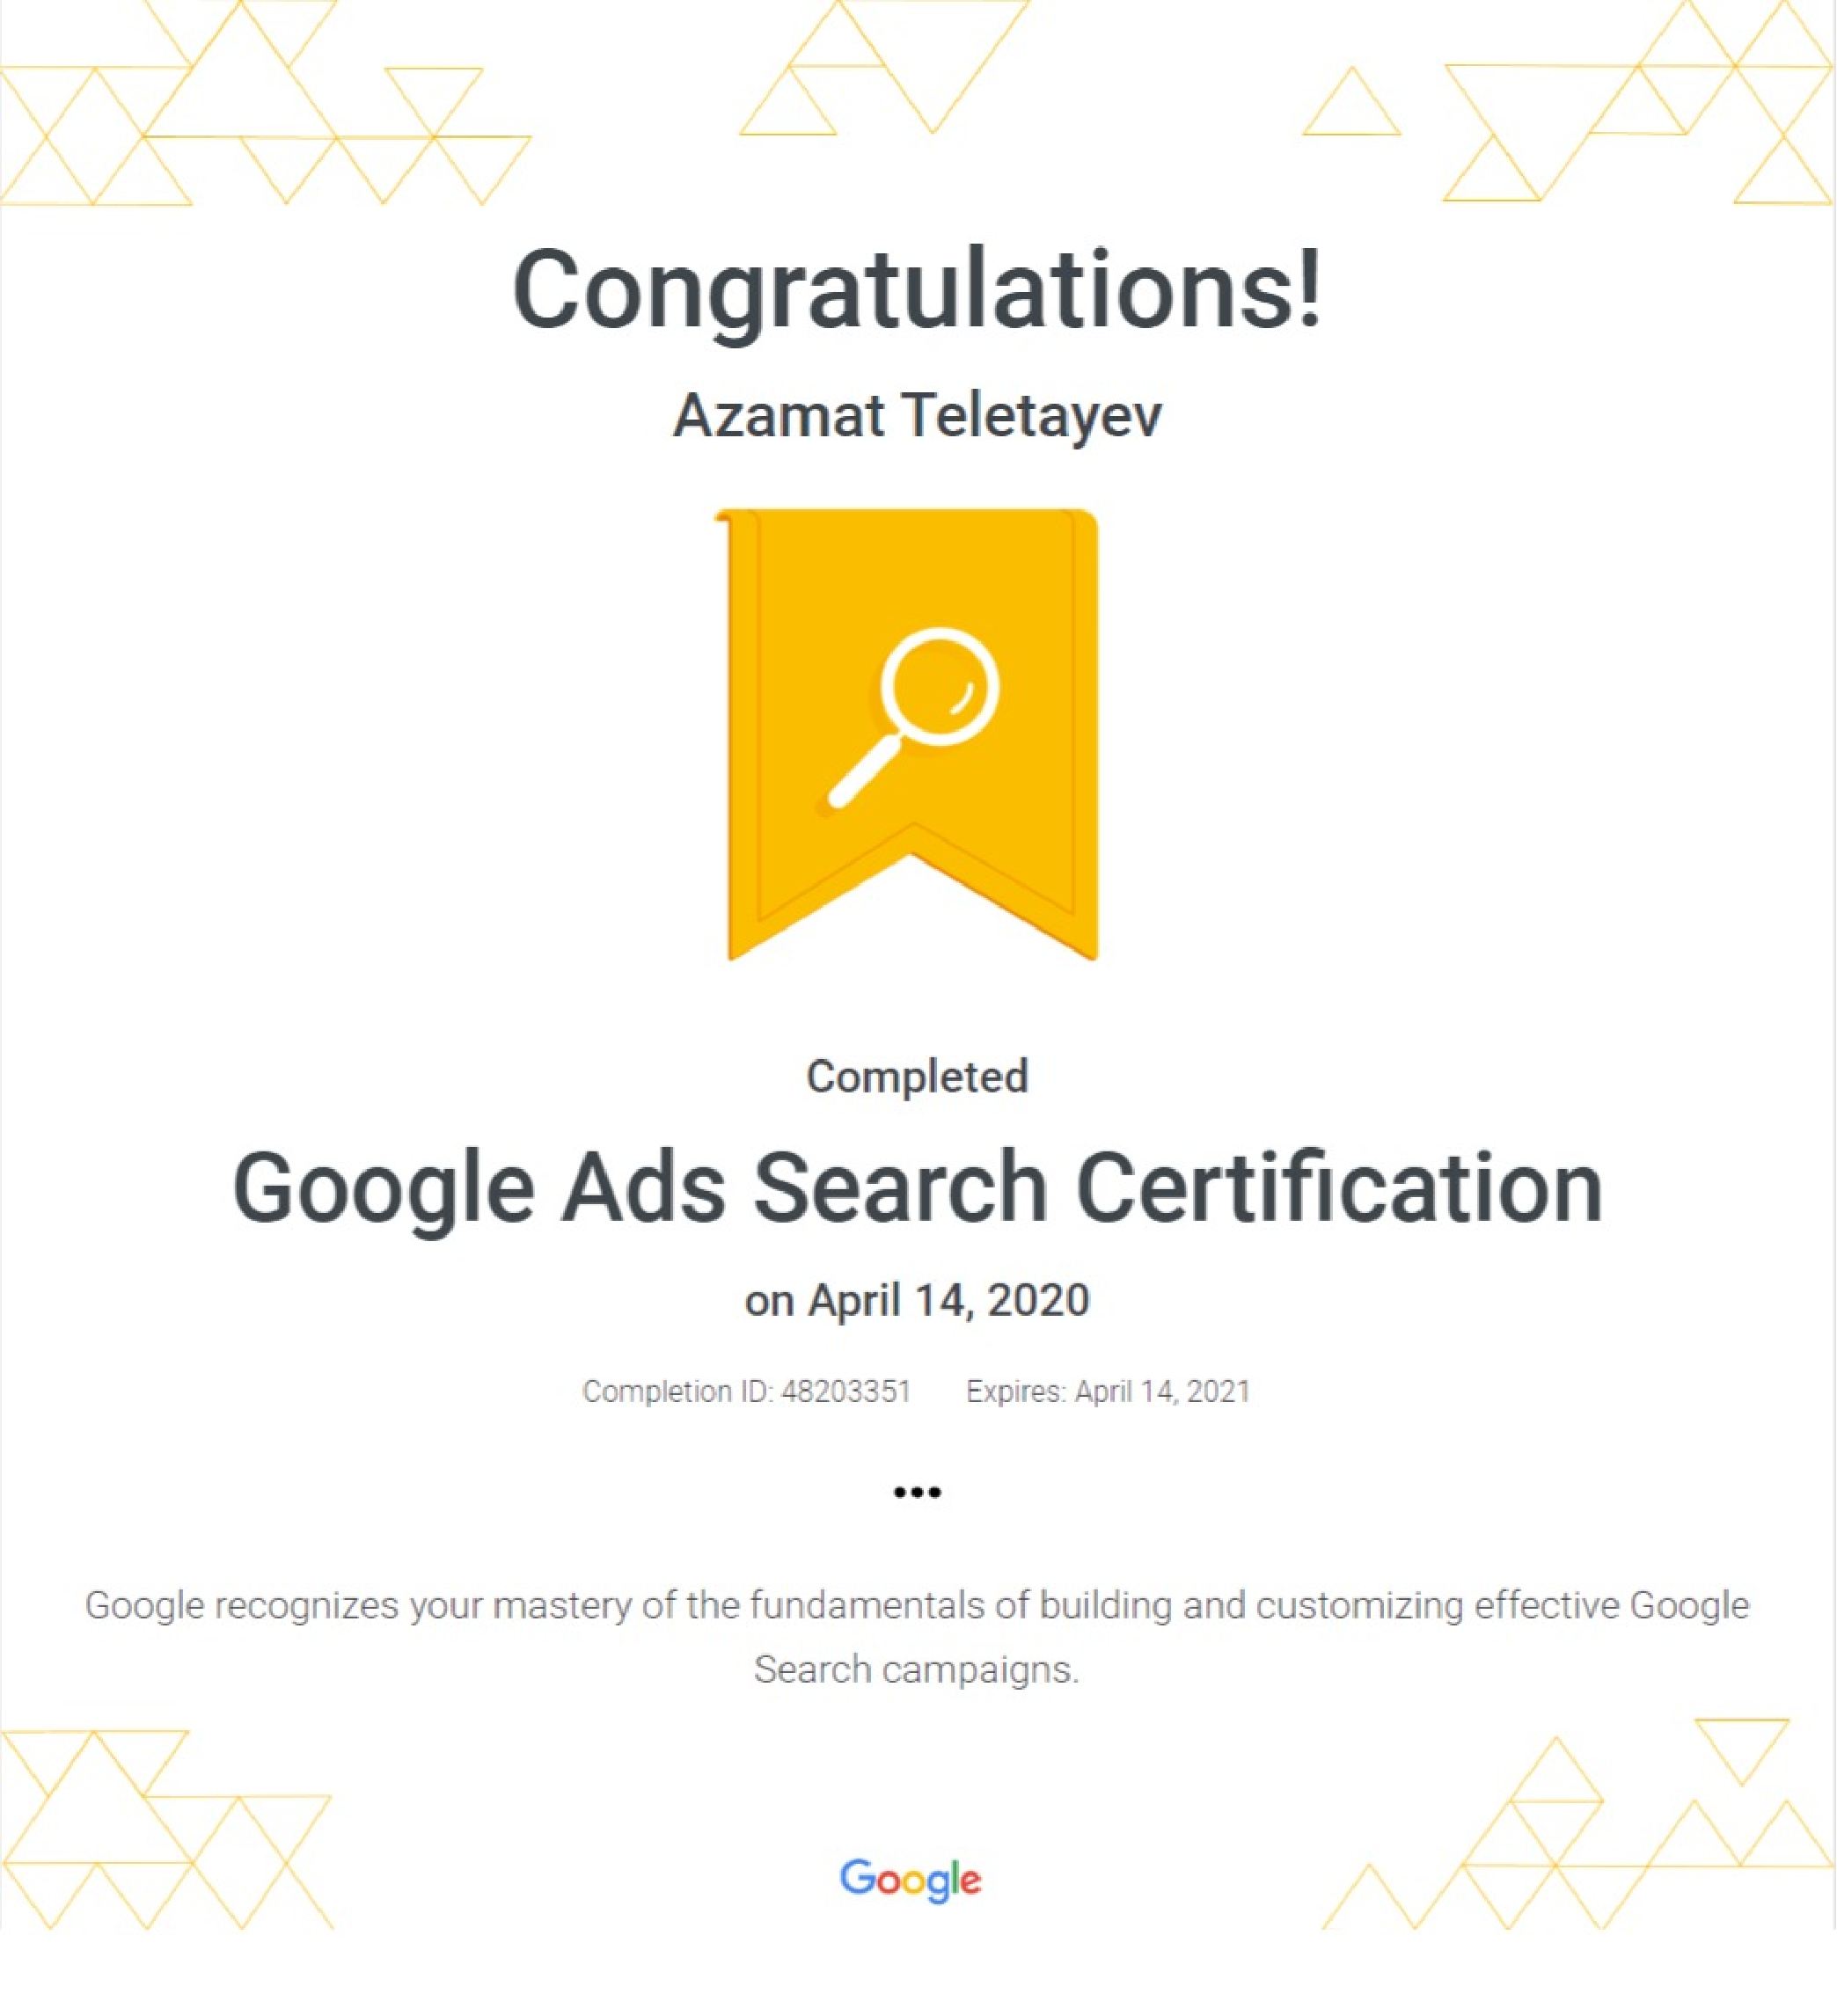 Congratulations!
Azamat Teletayev
Completed
Google Ads Search Certification
on April 14, 2020
Completion ID: 48203351 Expires: April 14, 2021
•••
Google recognizes your mastery of the fundamentals of building and customizing effective Google
Search campaigns.
Google